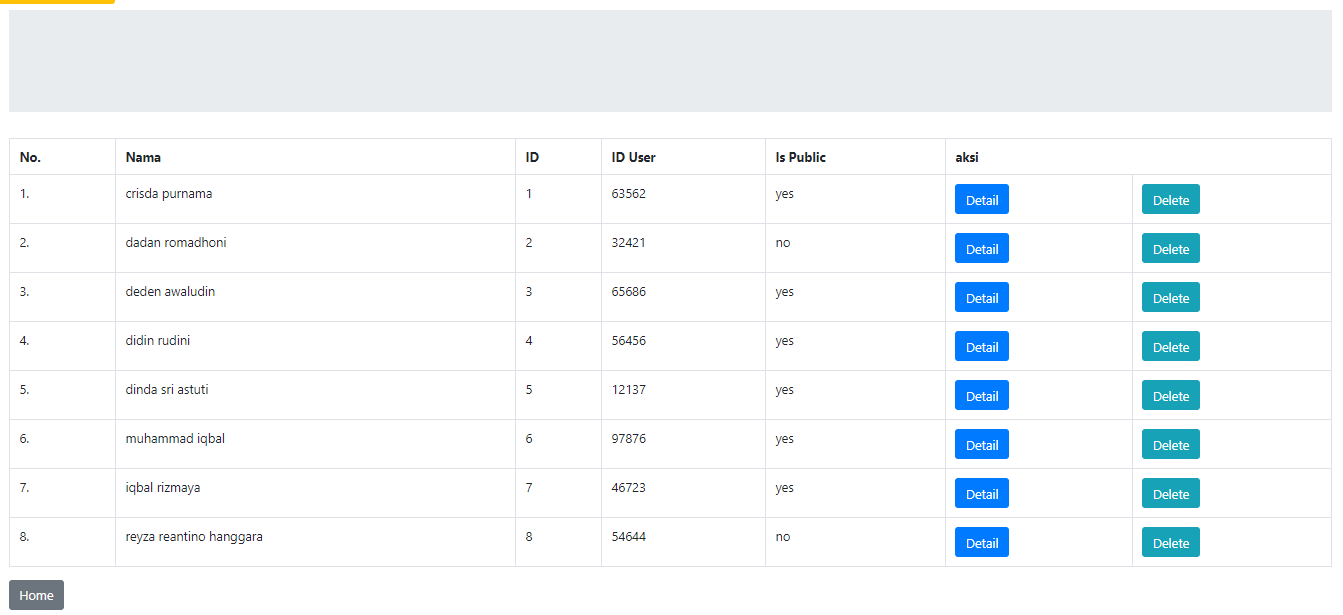 No. Nama ID ID User Is Public aksi
1. crisda purnama 1 63562 yes Detail Delete
2. dadan romadhoni 2 32421 no Detail Delete
3. deden awaludin 3 65686 yes Detail Delete
4. didin rudini 4 56456 yes Detail Delete
5. dinda sri astuti 5 12137 yes Detail Delete
6. muhammad iqbal 6 97876 yes Detail Delete
7. iqbal rizmaya 7 46723 yes Detail Delete
8. reyza reantino hanggara 8 54644 no Detail Delete
Home